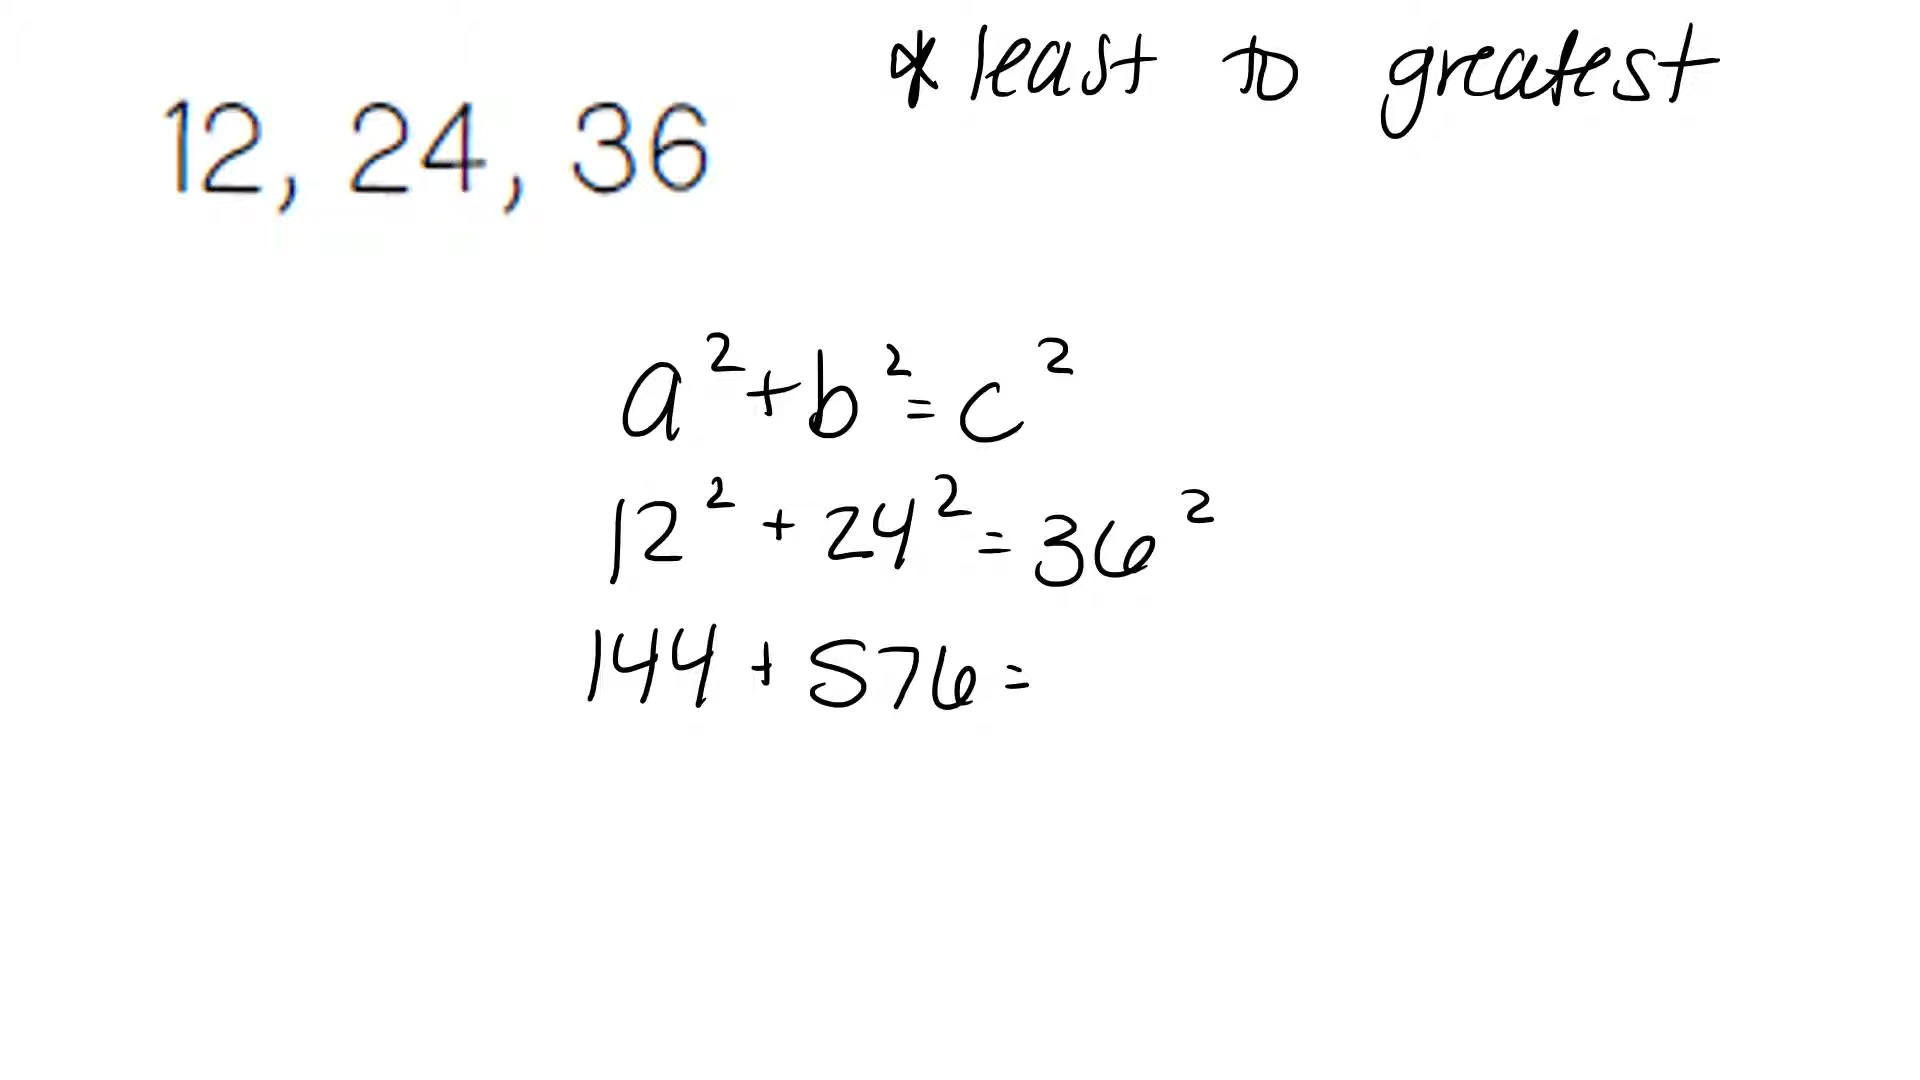 * least to greatest
12, 24, 36
a² + b² = c²
12² + 24² = 36²
144 + 576 =